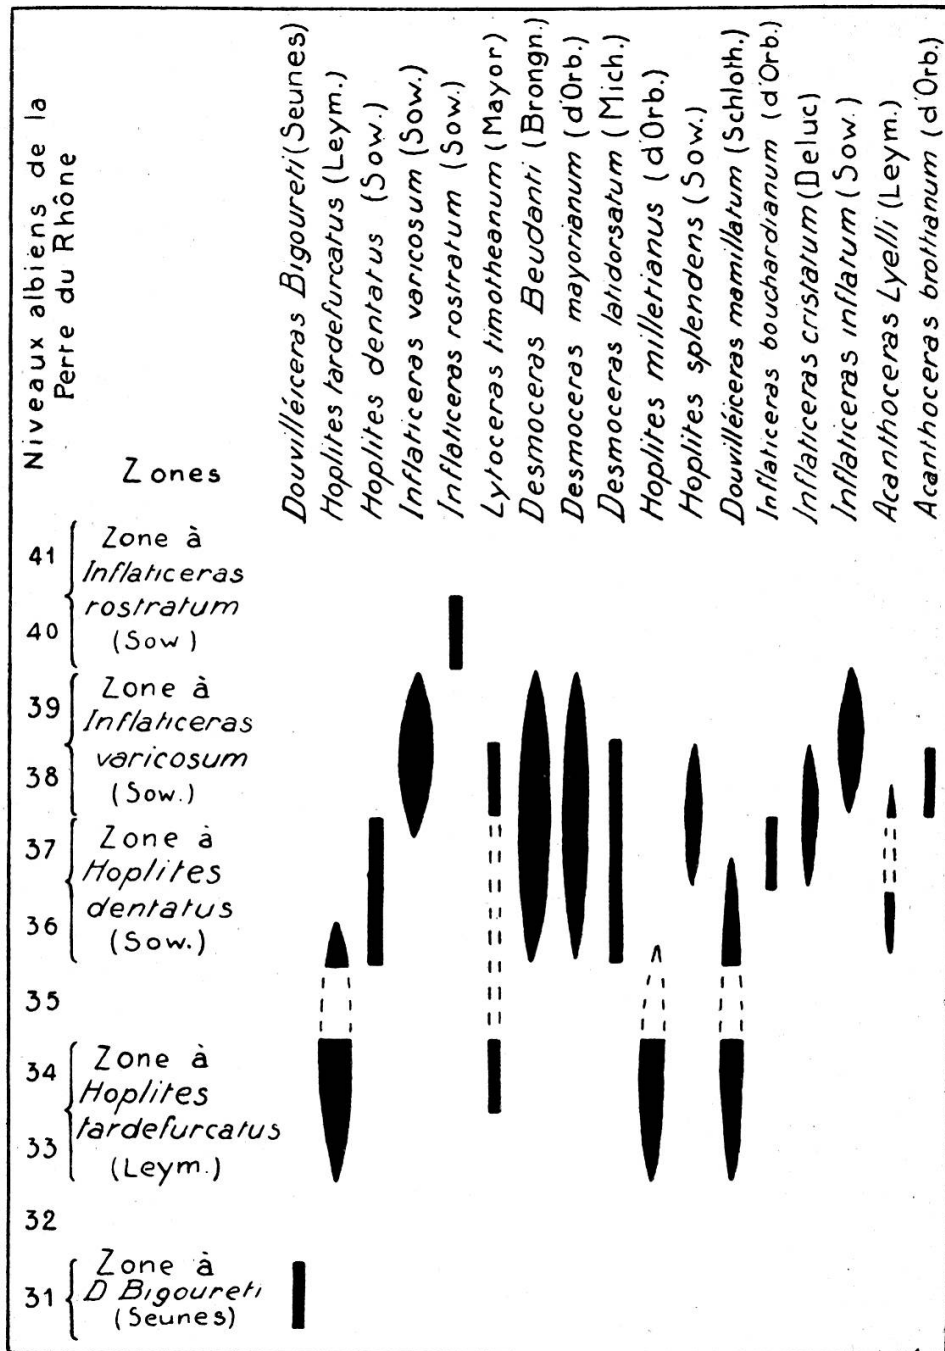 Niveaux albiens de la
Perte du Rhône
Zones
Douvilléiceras Bigoureti (Seunes)
Hoplites tardefurcatus (Leym.)
Hoplites dentatus (Sow.)
Inflaticeras varicosum (Sow.)
Inflaticeras rostratum (Sow.)
Lytoceras timotheanum (Mayor)
Desmoceras Beudanti (Brongn.)
Desmoceras mayorianum (d'Orb.)
Desmoceras latidorsatum (Mich.)
Hoplites milletianus (d'Orb.)
Hoplites splendens (Sow.)
Douvilléiceras mamillatum (Schloth.)
Inflaticeras bouchardianum (d'Orb.)
Inflaticeras cristatum (Deluc)
Inflaticeras inflatum (Sow.)
Acanthoceras Lyelli (Leym.)
Acanthoceras brothianum (d'Orb.)
41
40
Zone à
Inflaticeras
rostratum
(Sow)
39
38
Zone à
Inflaticeras
varicosum
(Sow.)
37
36
Zone à
Hoplites
dentatus
(Sow.)
35
34
33
Zone à
Hoplites
tardefurcatus
(Leym.)
32
31
Zone à
D Bigoureti
(Seunes)